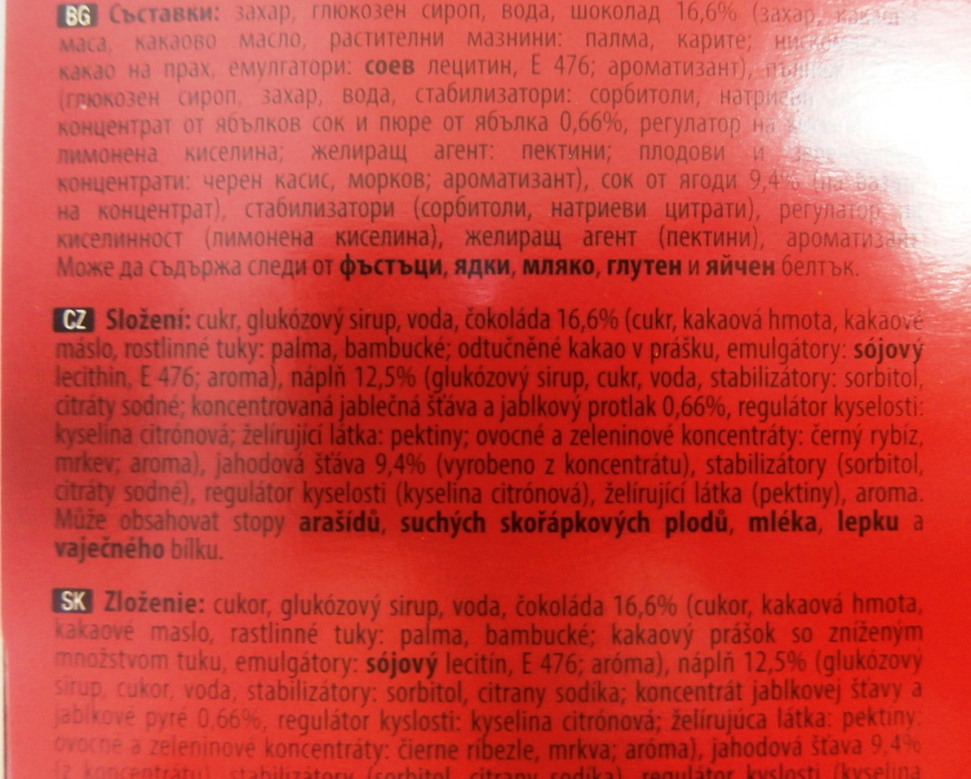 BG Съставки: захар, глюкозен сироп, вода, шоколад 16,6% (захар, какаова
маса, какаово масло, растителни мазнини: палма, карите;
какао на прах, емулгатори: соев лецитин, Е 476; ароматизант),
(глюкозен сироп, захар, вода, стабилизатори: сорбитоли, натриеви
концентрат от ябълков сок и пюре от ябълка 0,66%, регулатор на
лимонена киселина; желиращ агент: пектини; плодови и
концентрати: черен касис, морков; ароматизант), сок от ягоди 9,4% (на база
на концентрат), стабилизатори (сорбитоли, натриеви цитрати), регулатор
киселинност (лимонена киселина), желиращ агент (пектини), ароматизант.
Може да съдържа следи от фъстъци, ядки, мляко, глутен и яйчен белтък.
CZ Složení: cukr, glukózový sirup, voda, čokoláda 16,6% (cukr, kakaová hmota, kakaové
máslo, rostlinné tuky: palma, bambucké; odtučněné kakao v prášku, emulgátory: sójový
lecithin, E 476; aroma), náplň 12,5% (glukózový sirup, cukr, voda, stabilizátory: sorbitol,
citráty sodné; koncentrovaná jablečná šťáva a jablkový protlak 0,66%, regulátor kyselosti:
kyselina citrónová; želírující látka: pektiny; ovocné a zeleninové koncentráty: černý rybíz,
mrkev; aroma), jahodová šťáva 9,4% (vyrobeno z koncentrátu), stabilizátory (sorbitol,
citráty sodné), regulátor kyselosti (kyselina citrónová), želírující látka (pektiny), aroma.
Může obsahovat stopy arašídů, suchých skořápkových plodů, mléka, lepku a
vaječného bílku.
SK Zloženie: cukor, glukózový sirup, voda, čokoláda 16,6% (cukor, kakaová hmota,
kakaové maslo, rastlinné tuky: palma, bambucké; kakaový prášok so zníženým
množstvom tuku, emulgátory: sójový lecitín, E 476; aróma), náplň 12,5% (glukózový
sirup, cukor, voda, stabilizátory: sorbitol, citrany sodíka; koncentrát jablkovej šťavy a
jablkové pyré 0,66%, regulátor kyslosti: kyselina citrónová; želírujúca látka: pektiny;
ovocné a zeleninové koncentráty: čierne ríbezle, mrkva; aróma), jahodová šťava 9,4%
(z koncentrátu), stabilizátory (sorbitol, citrany sodíka), regulátor kyslosti (kyselina